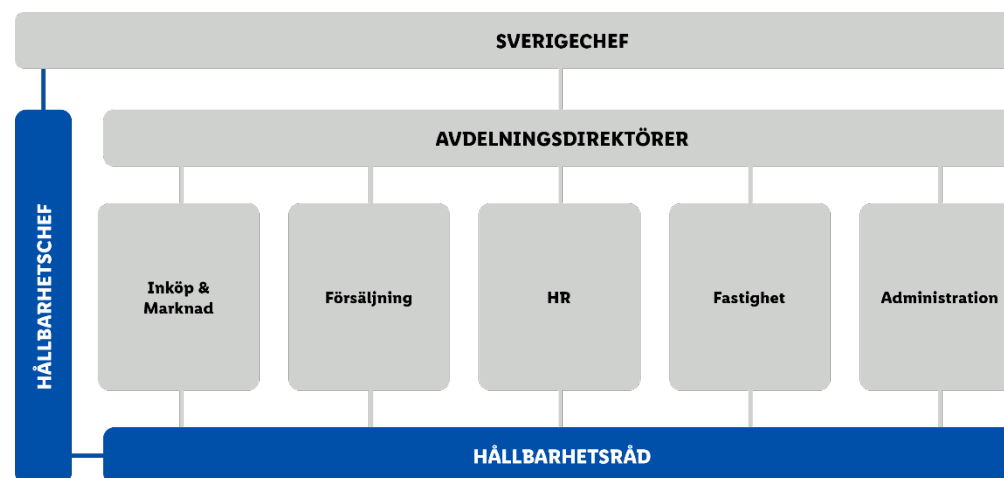 SVERIGECHEF
AVDELNINGSDIREKTÖRER
HÅLLBARHETSCHEF
Inköp &
Marknad
Försäljning
HR
Fastighet
Administration
HÅLLBARHETSRÅD